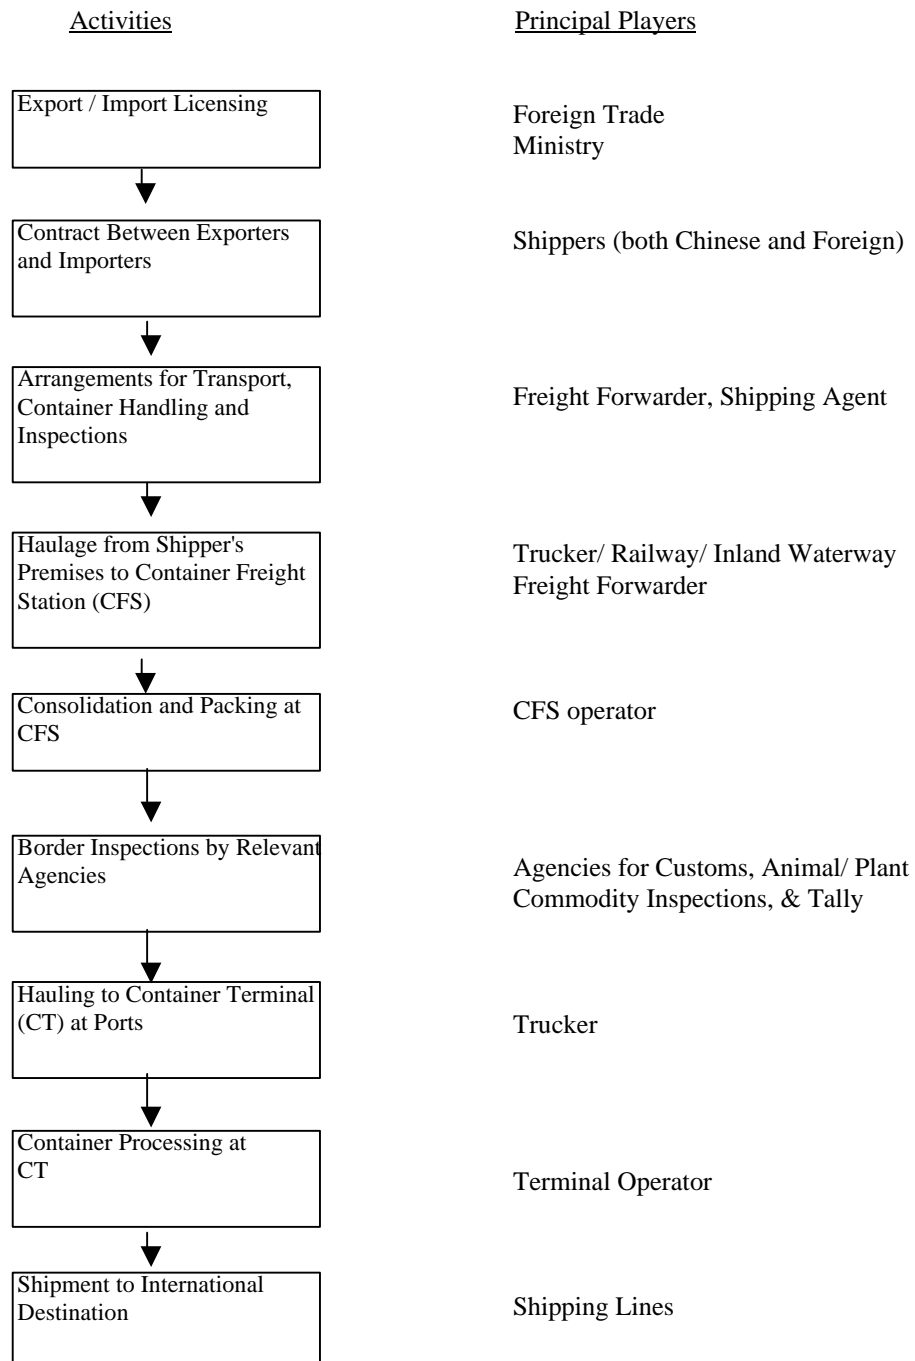 Activities
Principal Players
Export / Import Licensing
Foreign Trade
Ministry
Contract Between Exporters
and Importers
Shippers (both Chinese and Foreign)
Arrangements for Transport,
Container Handling and
Inspections
Freight Forwarder, Shipping Agent
Haulage from Shipper's
Premises to Container Freight
Station (CFS)
Trucker/ Railway/ Inland Waterway
Freight Forwarder
Consolidation and Packing at
CFS
CFS operator
Border Inspections by Relevant
Agencies
Agencies for Customs, Animal/ Plant
Commodity Inspections, & Tally
Hauling to Container Terminal
(CT) at Ports
Trucker
Container Processing at
CT
Terminal Operator
Shipment to International
Destination
Shipping Lines